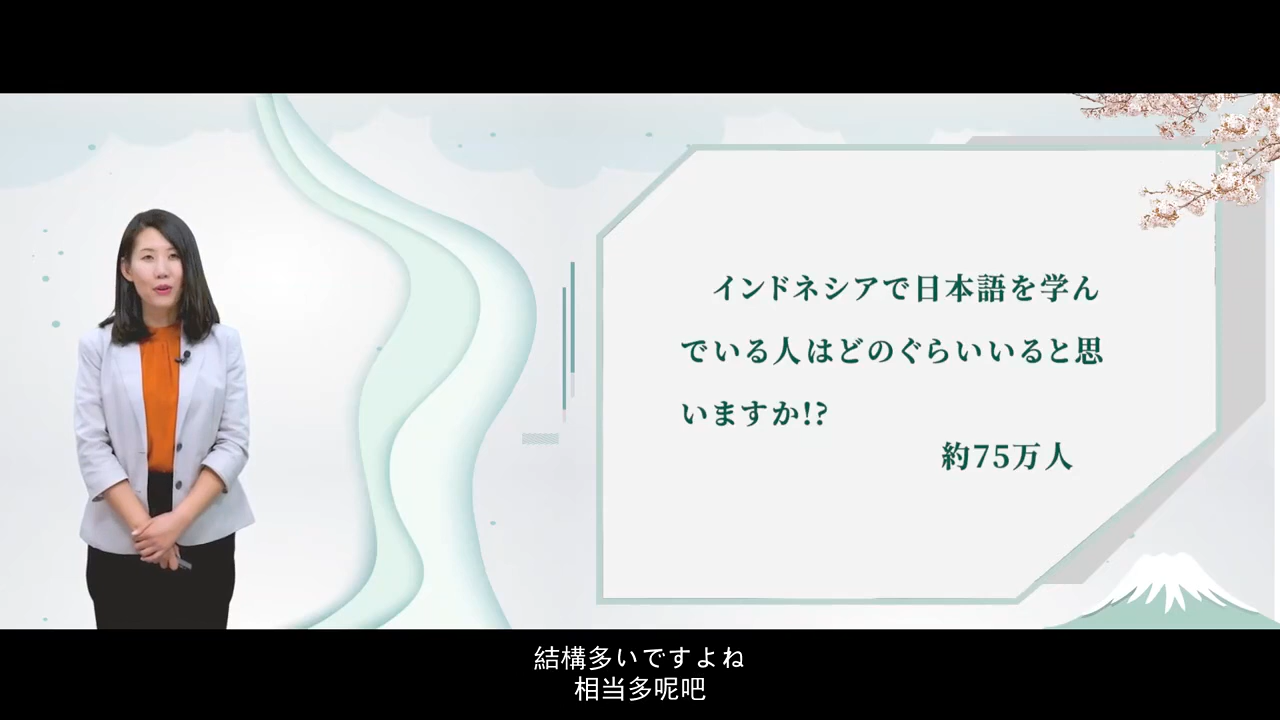 インドネシアで日本語を学ん
でいる人はどのぐらいいると思
いますか!?
約75万人
結構多いですよね
相当多呢吧